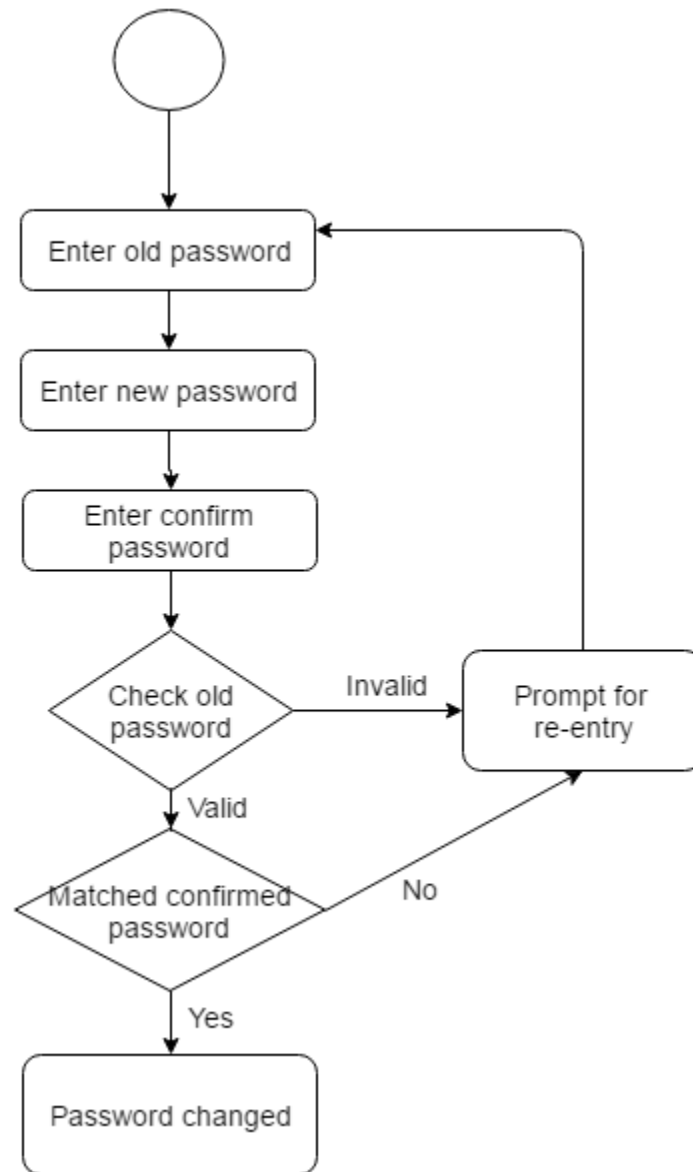 Enter old password
Enter new password
Enter confirm
password
Check old
password
Invalid
Prompt for
re-entry
Valid
Matched confirmed
password
No
Yes
Password changed